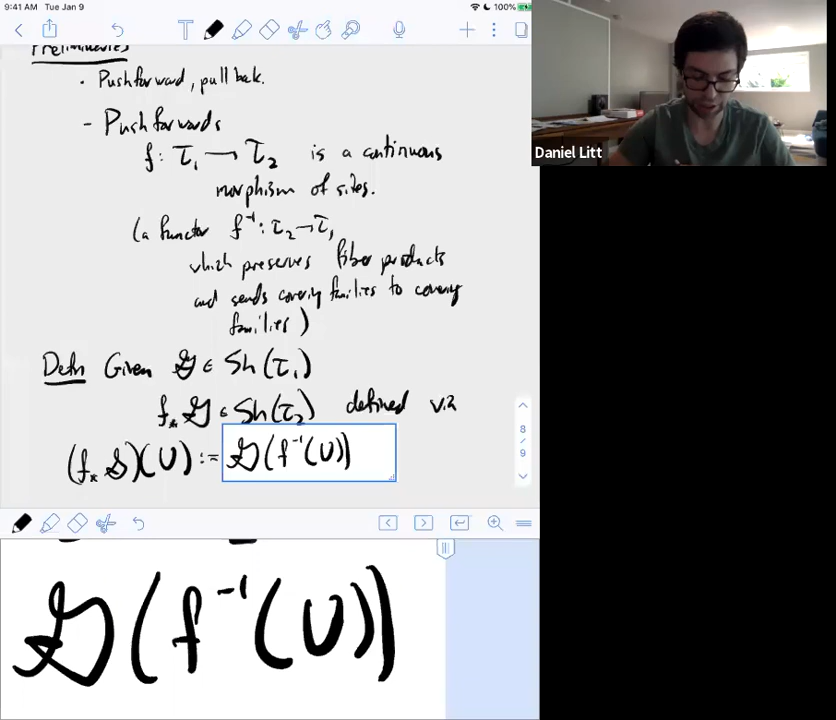 9:41 AM Tue Jan 9
100%
Preliminaries
· Pushforward, pullback.
- Pushforwards
f: τ₁ → τ₂ is a continuous
morphism of sites.
(a functor f⁻¹: τ₂ → τ₁
which preserves fiber products
and sends covering families to covering
families)
Defn Given 𝒢 ∈ Sh(τ₁)
f_* 𝒢 ∈ Sh(τ₂) defined via
(f_* 𝒢)(U) := 𝒢(f⁻¹(U))
8
/
9
𝒢(f⁻¹(U))
Daniel Litt